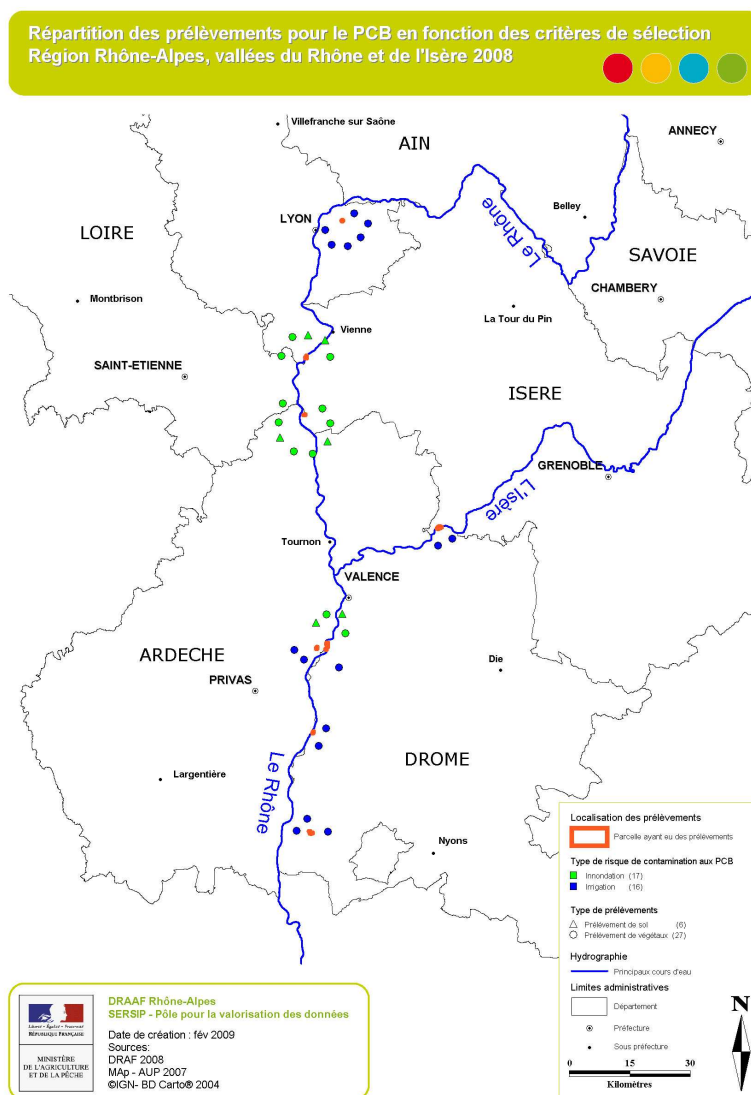 Répartition des prélèvements pour le PCB en fonction des critères de sélection
Région Rhône-Alpes, vallées du Rhône et de l'Isère 2008
Villefranche sur Saône
AIN
ANNECY
LYON
Belley
LOIRE
Le Rhône
SAVOIE
CHAMBERY
Montbrison
La Tour du Pin
Vienne
SAINT-ETIENNE
ISERE
GRENOBLE
L'Isère
Tournon
VALENCE
ARDECHE
Die
PRIVAS
DROME
Largentière
Le Rhône
Nyons
Localisation des prélèvements
Parcelle ayant eu des prélèvements
Type de risque de contamination aux PCB
Innondation (17)
Irrigation (16)
Type de prélévements
Prélèvement de sol (6)
Prélèvement de végétaux (27)
Hydrographie
Principaux cours d'eau
Limites administratives
Département
Préfecture
Sous préfecture
0 15 30
Kilomètres
N
Liberté • Égalité • Fraternité
RÉPUBLIQUE FRANÇAISE
MINISTÈRE
DE L'AGRICULTURE
ET DE LA PÊCHE
DRAAF Rhône-Alpes
SERSIP - Pôle pour la valorisation des données
Date de création : fév 2009
Sources:
DRAF 2008
MAp - AUP 2007
©IGN- BD Carto® 2004